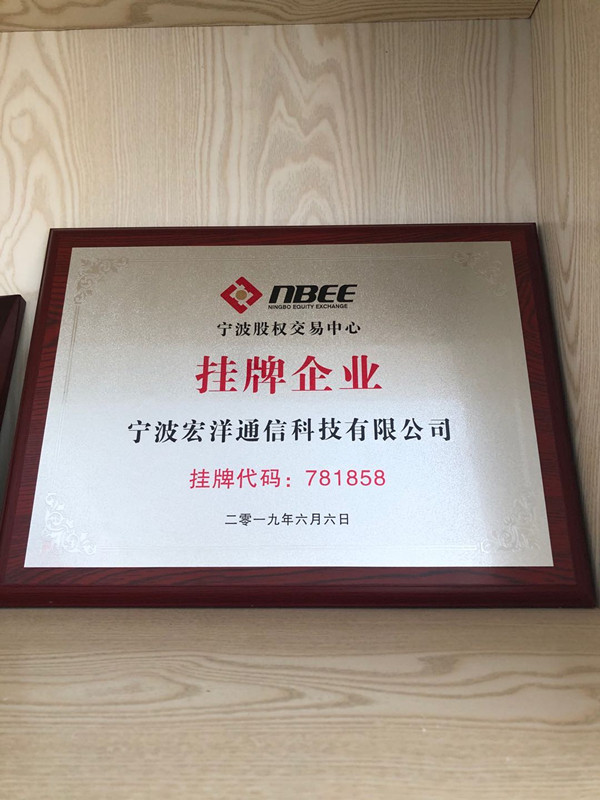 NBEE
NINGBO EQUITY EXCHANGE
宁波股权交易中心
挂牌企业
宁波宏洋通信科技有限公司
挂牌代码：781858
二零一九年六月六日